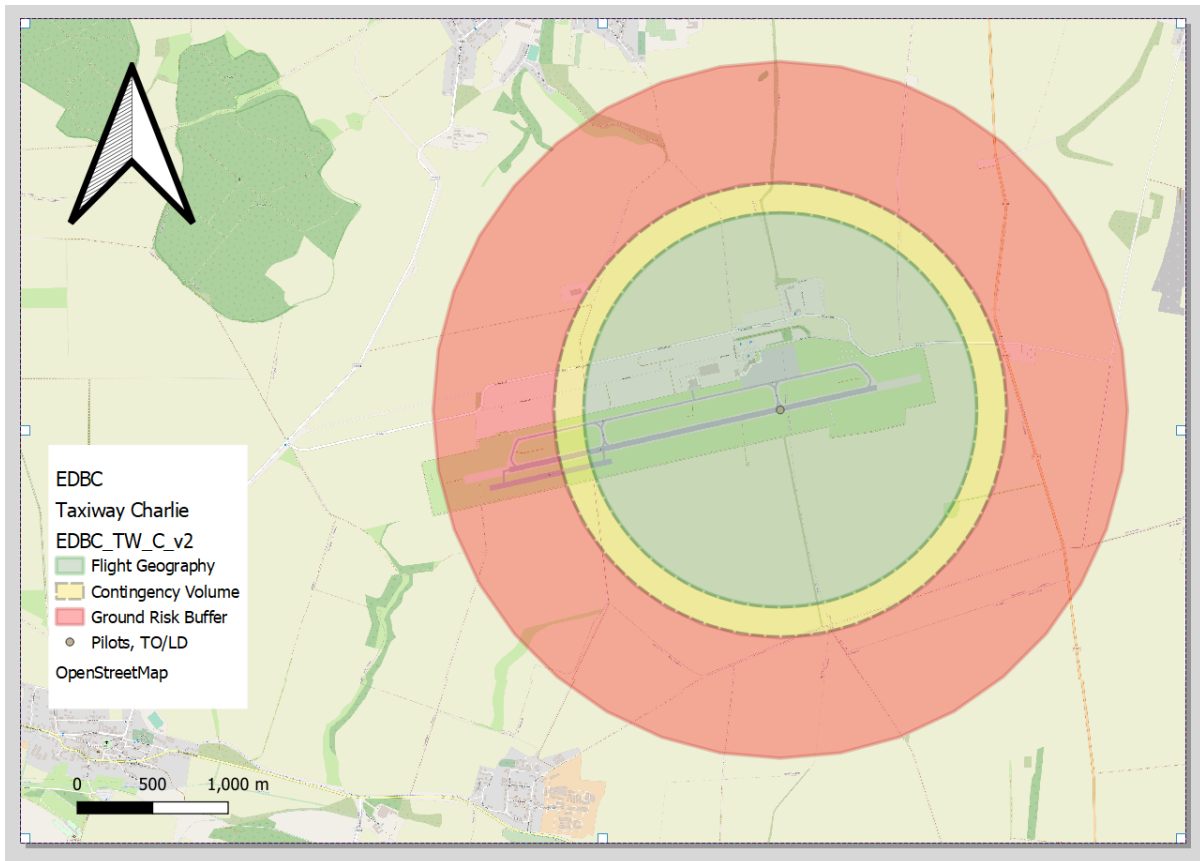 EDBC
Taxiway Charlie
EDBC_TW_C_v2
Flight Geography
Contingency Volume
Ground Risk Buffer
Pilots, TO/LD
OpenStreetMap
0 500 1,000 m